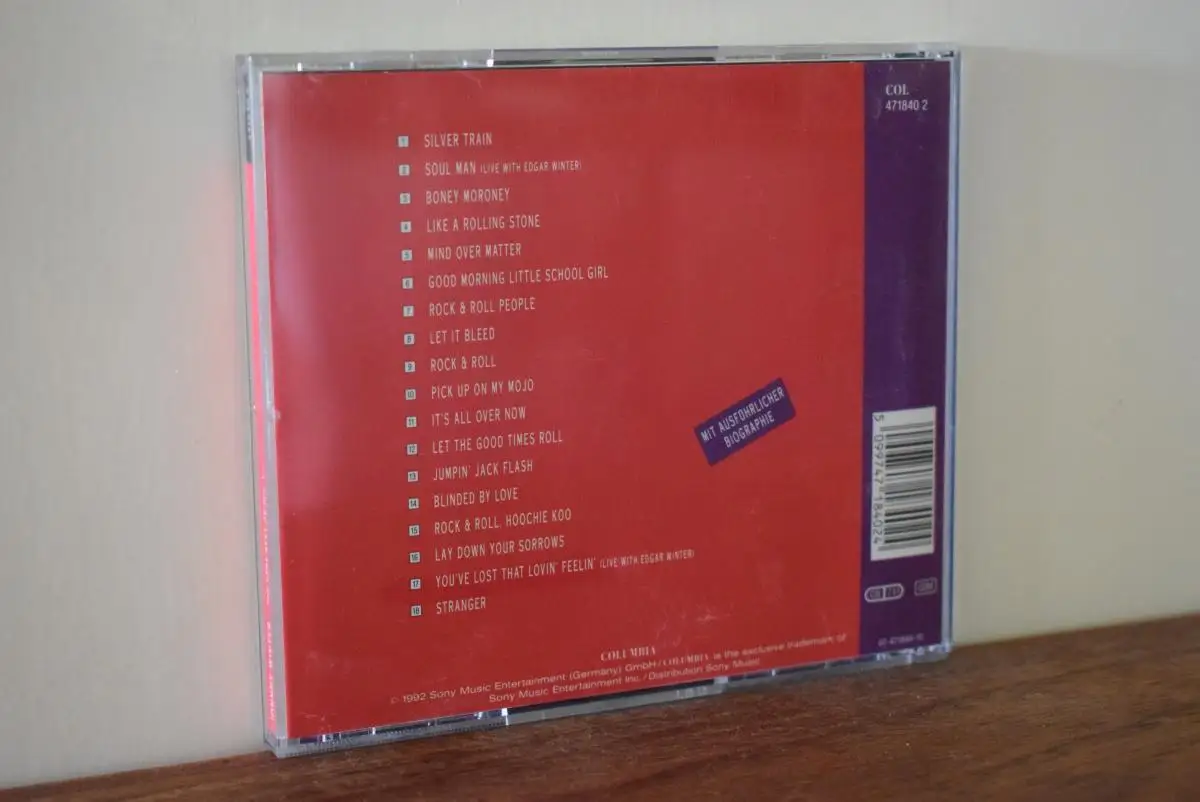 COL
471840 2
1 SILVER TRAIN
2 SOUL MAN (LIVE WITH EDGAR WINTER)
3 BONEY MORONEY
4 LIKE A ROLLING STONE
5 MIND OVER MATTER
6 GOOD MORNING LITTLE SCHOOL GIRL
7 ROCK & ROLL PEOPLE
8 LET IT BLEED
9 ROCK & ROLL
10 PICK UP ON MY MOJO
11 IT'S ALL OVER NOW
12 LET THE GOOD TIMES ROLL
13 JUMPIN' JACK FLASH
14 BLINDED BY LOVE
15 ROCK & ROLL, HOOCHIE KOO
16 LAY DOWN YOUR SORROWS
17 YOU'VE LOST THAT LOVIN' FEELIN' (LIVE WITH EDGAR WINTER)
18 STRANGER
MIT AUSFÜHRLICHER
BIOGRAPHIE
5 099747 184024
COLUMBIA
© 1992 Sony Music Entertainment (Germany) GmbH/COLUMBIA is the exclusive trademark of
Sony Music Entertainment Inc./Distribution Sony Music